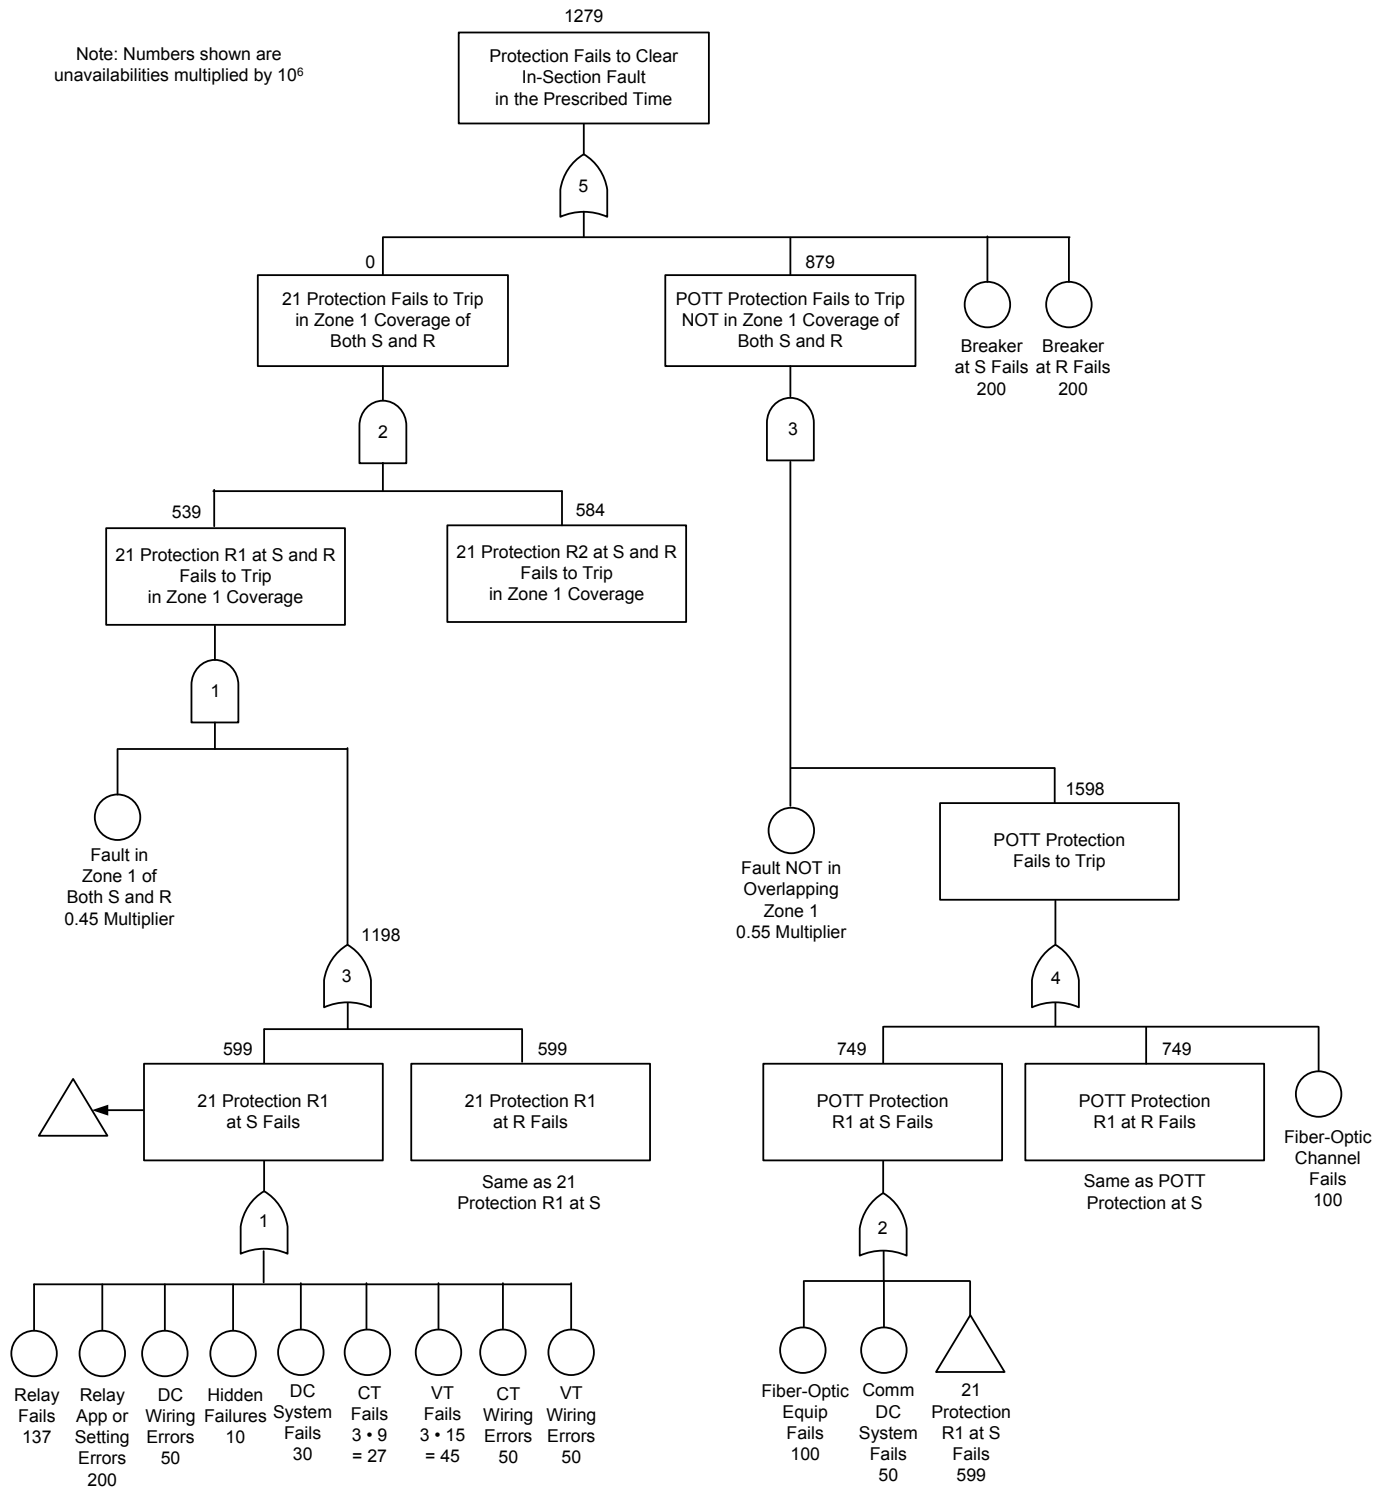 1279
Note: Numbers shown are
unavailabilities multiplied by 10⁶
Protection Fails to Clear
In-Section Fault
in the Prescribed Time
5
0
879
21 Protection Fails to Trip
in Zone 1 Coverage of
Both S and R
POTT Protection Fails to Trip
NOT in Zone 1 Coverage of
Both S and R
Breaker
at S Fails
200
Breaker
at R Fails
200
2
3
539
584
21 Protection R1 at S and R
Fails to Trip
in Zone 1 Coverage
21 Protection R2 at S and R
Fails to Trip
in Zone 1 Coverage
1
Fault in
Zone 1 of
Both S and R
0.45 Multiplier
1598
POTT Protection
Fails to Trip
Fault NOT in
Overlapping
Zone 1
0.55 Multiplier
1198
3
4
599
599
749
749
21 Protection R1
at S Fails
21 Protection R1
at R Fails
POTT Protection
R1 at S Fails
POTT Protection
R1 at R Fails
Fiber-Optic
Channel
Fails
100
Same as 21
Protection R1 at S
Same as POTT
Protection at S
1
2
Relay
Fails
137
Relay
App or
Setting
Errors
200
DC
Wiring
Errors
50
Hidden
Failures
10
DC
System
Fails
30
CT
Fails
3 • 9
= 27
VT
Fails
3 • 15
= 45
CT
Wiring
Errors
50
VT
Wiring
Errors
50
Fiber-Optic
Equip
Fails
100
Comm
DC
System
Fails
50
21
Protection
R1 at S
Fails
599